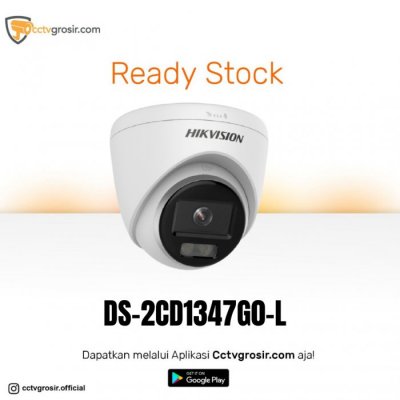 cctvgrosir.com
Ready Stock
HIKVISION
DS-2CD1347G0-L
Dapatkan melalui Aplikasi Cctvgrosir.com aja!
cctvgrosir.official
GET IT ON
Google Play